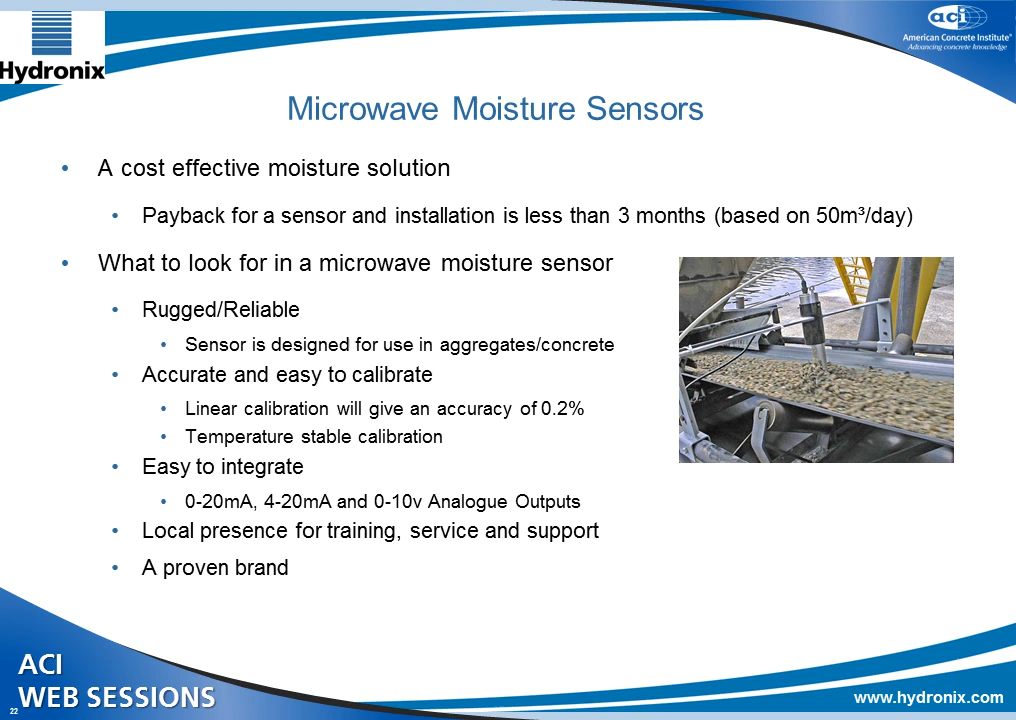 Hydronix
aci
American Concrete Institute®
Advancing concrete knowledge
Microwave Moisture Sensors
• A cost effective moisture solution
• Payback for a sensor and installation is less than 3 months (based on 50m³/day)
• What to look for in a microwave moisture sensor
• Rugged/Reliable
• Sensor is designed for use in aggregates/concrete
• Accurate and easy to calibrate
• Linear calibration will give an accuracy of 0.2%
• Temperature stable calibration
• Easy to integrate
• 0-20mA, 4-20mA and 0-10v Analogue Outputs
• Local presence for training, service and support
• A proven brand
ACI
WEB SESSIONS
22
www.hydronix.com